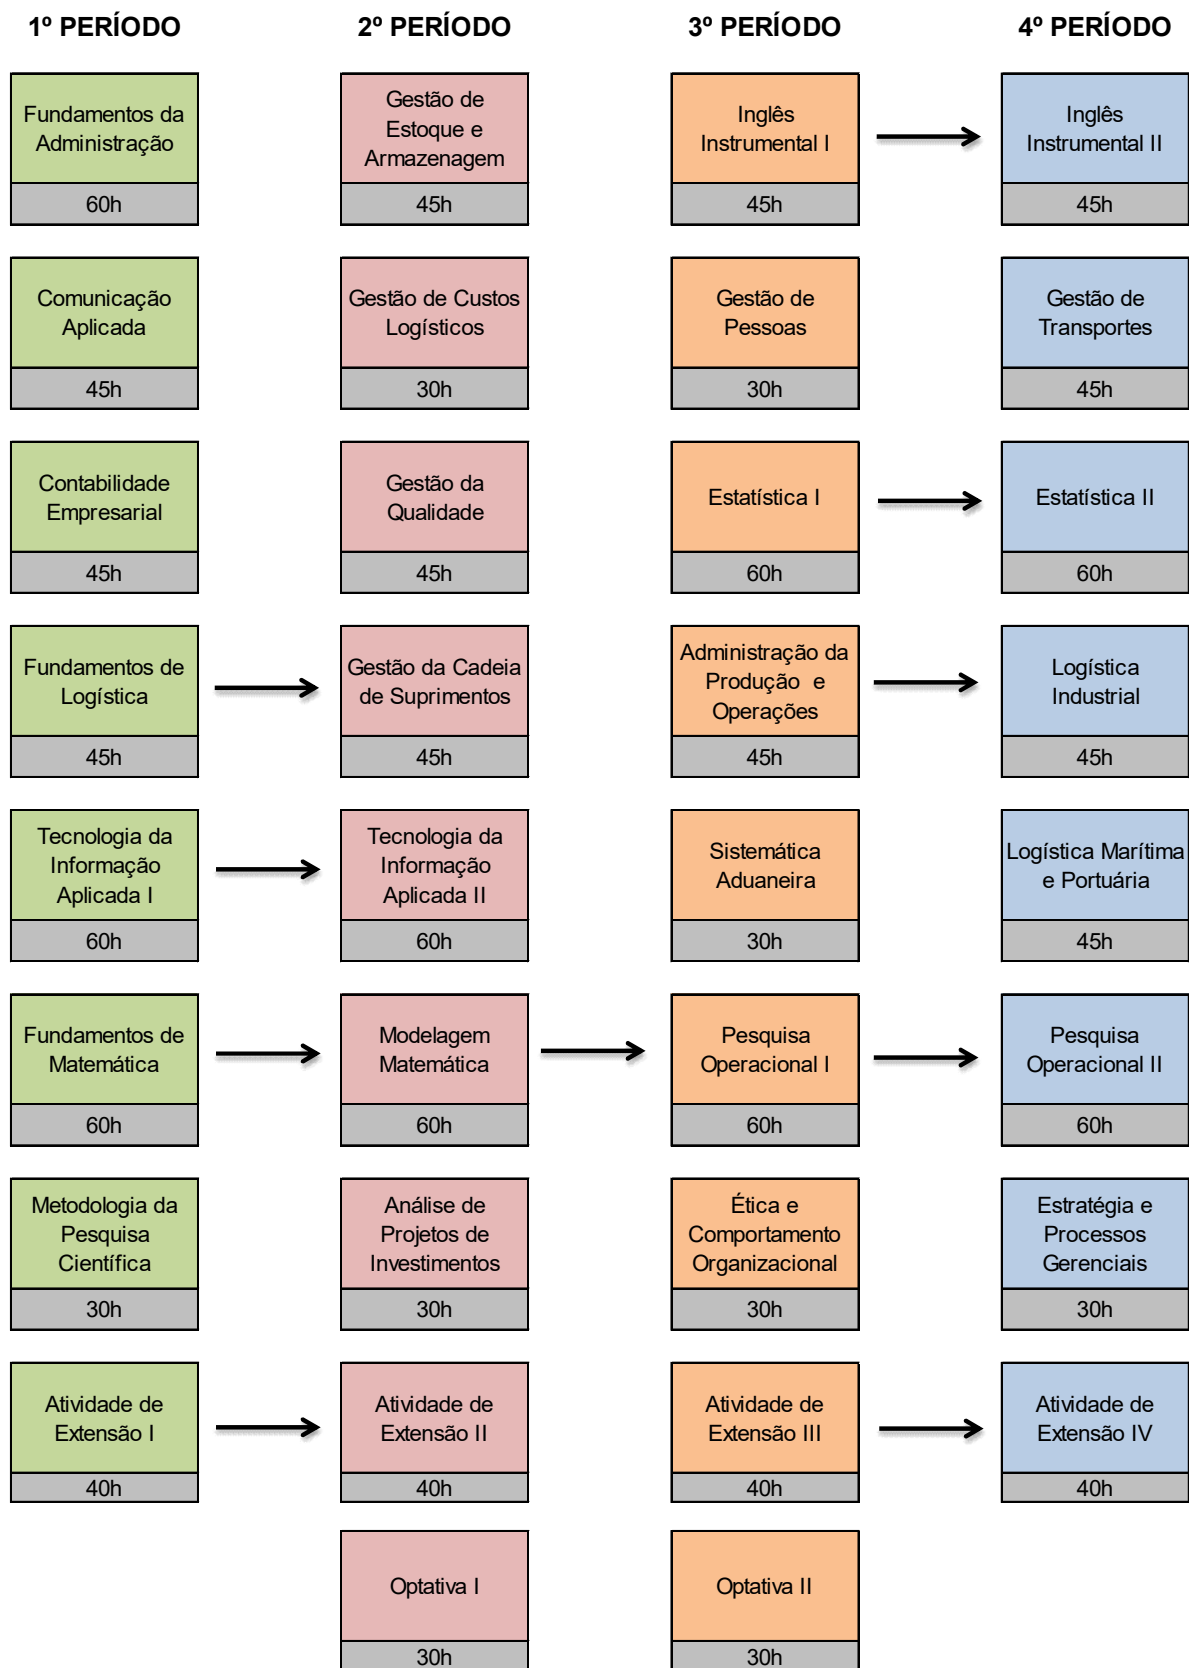 1º PERÍODO
2º PERÍODO
3º PERÍODO
4º PERÍODO
Fundamentos da
Administração
60h
Gestão de
Estoque e
Armazenagem
45h
Inglês
Instrumental I
45h
Inglês
Instrumental II
45h
Comunicação
Aplicada
45h
Gestão de Custos
Logísticos
30h
Gestão de
Pessoas
30h
Gestão de
Transportes
45h
Contabilidade
Empresarial
45h
Gestão da
Qualidade
45h
Estatística I
60h
Estatística II
60h
Fundamentos de
Logística
45h
Gestão da Cadeia
de Suprimentos
45h
Administração da
Produção e
Operações
45h
Logística
Industrial
45h
Tecnologia da
Informação
Aplicada I
60h
Tecnologia da
Informação
Aplicada II
60h
Sistemática
Aduaneira
30h
Logística Marítima
e Portuária
45h
Fundamentos de
Matemática
60h
Modelagem
Matemática
60h
Pesquisa
Operacional I
60h
Pesquisa
Operacional II
60h
Metodologia da
Pesquisa
Científica
30h
Análise de
Projetos de
Investimentos
30h
Ética e
Comportamento
Organizacional
30h
Estratégia e
Processos
Gerenciais
30h
Atividade de
Extensão I
40h
Atividade de
Extensão II
40h
Atividade de
Extensão III
40h
Atividade de
Extensão IV
40h
Optativa I
30h
Optativa II
30h